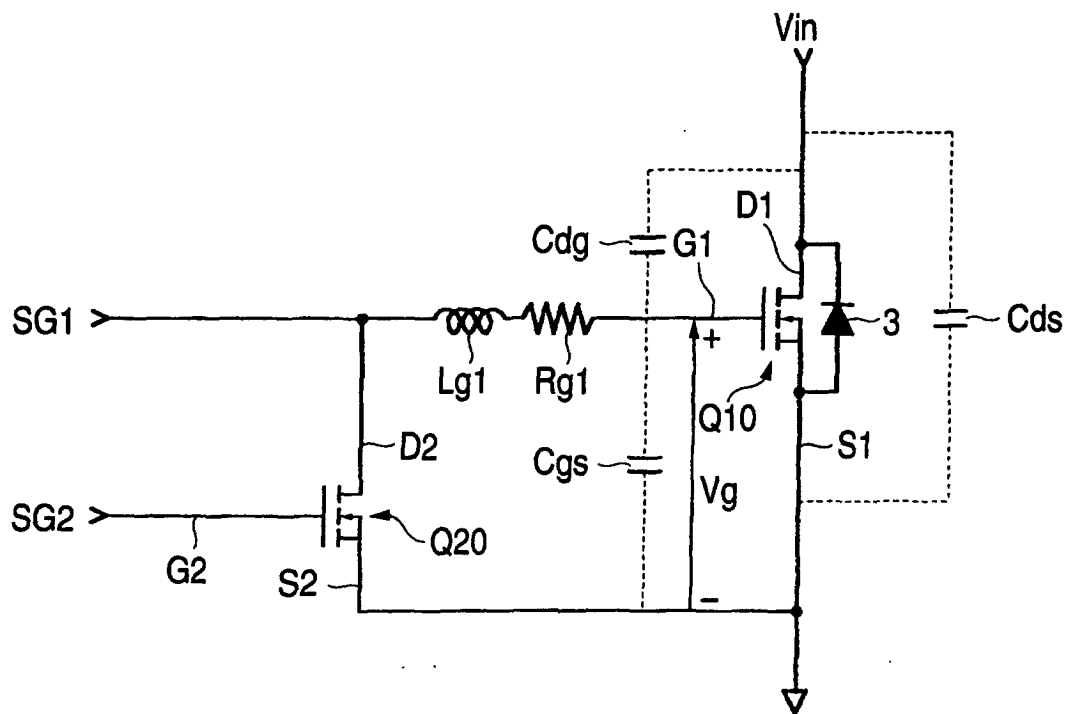 Vin
D1
Cdg
G1
SG1
+
3
Cds
Lg1
Rg1
Q10
D2
Cgs
S1
Vg
SG2
Q20
G2
S2
−